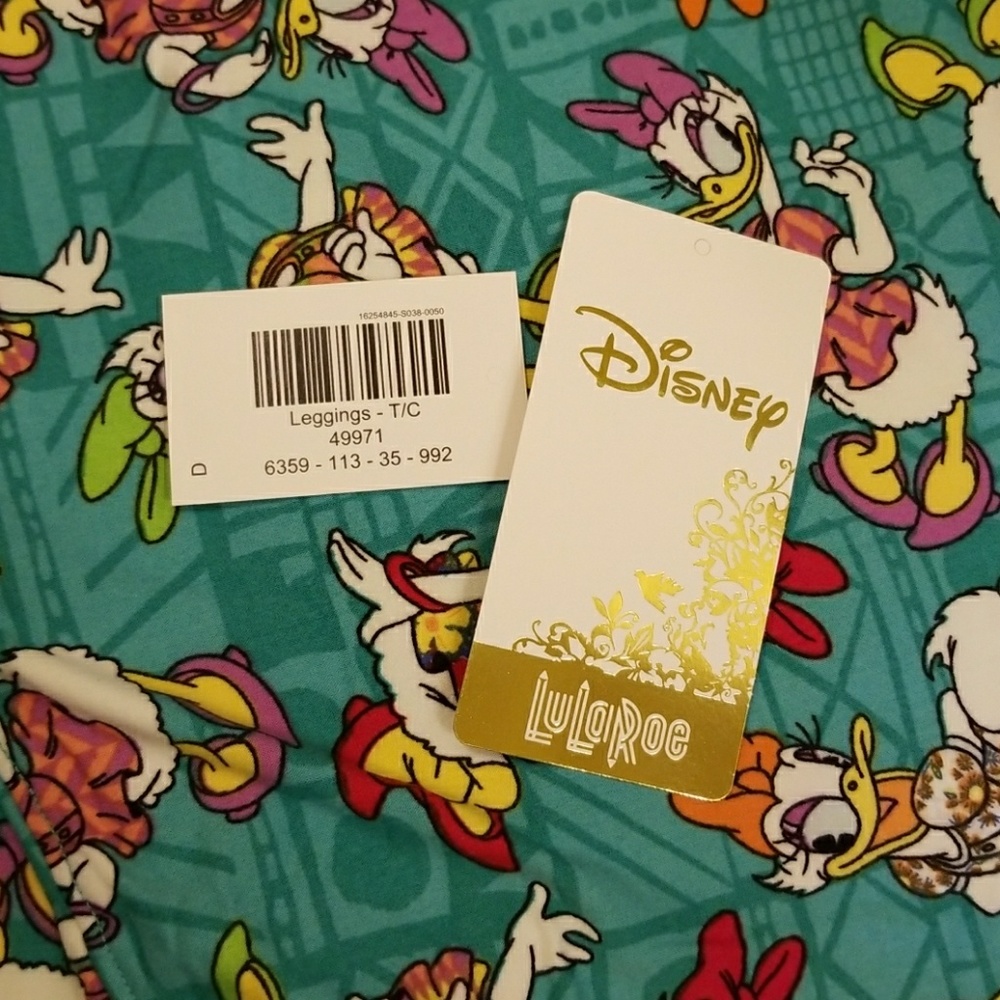 16254845-S038-0050
Leggings - T/C
49971
6359 - 113 - 35 - 992
D
Disney
LuLaRoe